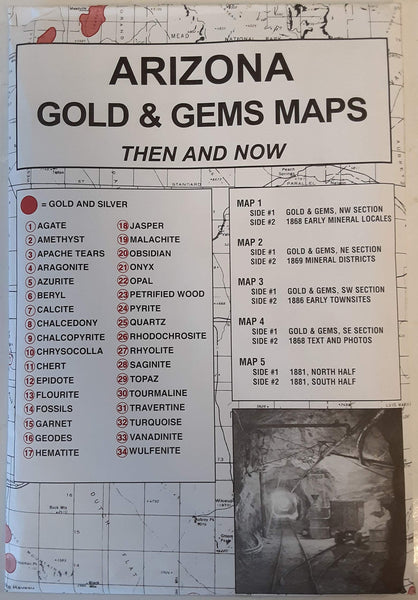 ARIZONA
GOLD & GEMS MAPS
THEN AND NOW
= GOLD AND SILVER
1 AGATE
2 AMETHYST
3 APACHE TEARS
4 ARAGONITE
5 AZURITE
6 BERYL
7 CALCITE
8 CHALCEDONY
9 CHALCOPYRITE
10 CHRYSOCOLLA
11 CHERT
12 EPIDOTE
13 FLOURITE
14 FOSSILS
15 GARNET
16 GEODES
17 HEMATITE
18 JASPER
19 MALACHITE
20 OBSIDIAN
21 ONYX
22 OPAL
23 PETRIFIED WOOD
24 PYRITE
25 QUARTZ
26 RHODOCHROSITE
27 RHYOLITE
28 SAGINITE
29 TOPAZ
30 TOURMALINE
31 TRAVERTINE
32 TURQUOISE
33 VANADINITE
34 WULFENITE
MAP 1
SIDE #1 GOLD & GEMS, NW SECTION
SIDE #2 1868 EARLY MINERAL LOCALES
MAP 2
SIDE #1 GOLD & GEMS, NE SECTION
SIDE #2 1869 MINERAL DISTRICTS
MAP 3
SIDE #1 GOLD & GEMS, SW SECTION
SIDE #2 1886 EARLY TOWNSITES
MAP 4
SIDE #1 GOLD & GEMS, SE SECTION
SIDE #2 1868 TEXT AND PHOTOS
MAP 5
SIDE #1 1881, NORTH HALF
SIDE #2 1881, SOUTH HALF
MEAD NATIONAL
Peach
Springs
STANDARD PARALLEL